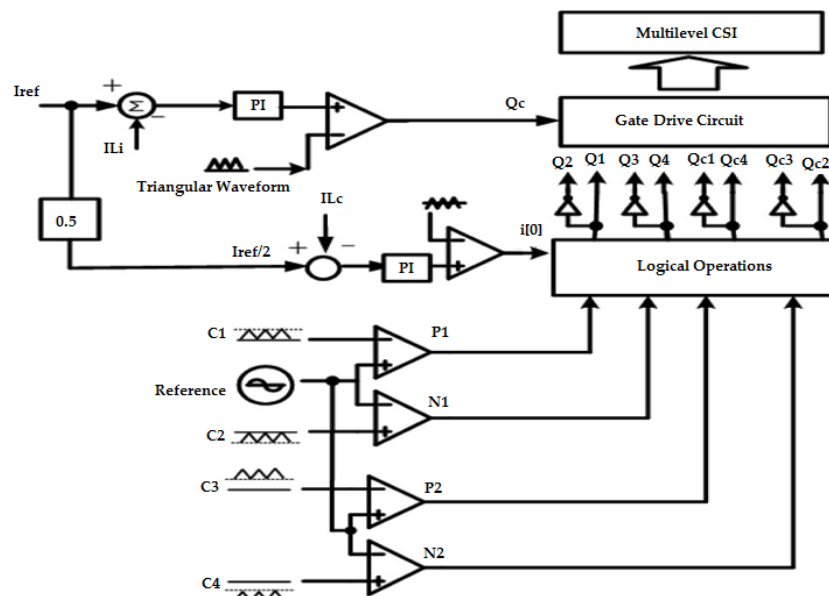 Multilevel CSI
Iref
+
Σ
−
ILi
PI
+
−
Qc
Gate Drive Circuit
Triangular Waveform
Q2 Q1 Q3 Q4 Qc1 Qc4 Qc3 Qc2
0.5
ILc
Iref/2
+
−
PI
−
+
i[0]
Logical Operations
C1
−
+
P1
Reference
−
+
N1
C2
C3
−
+
P2
−
+
N2
C4